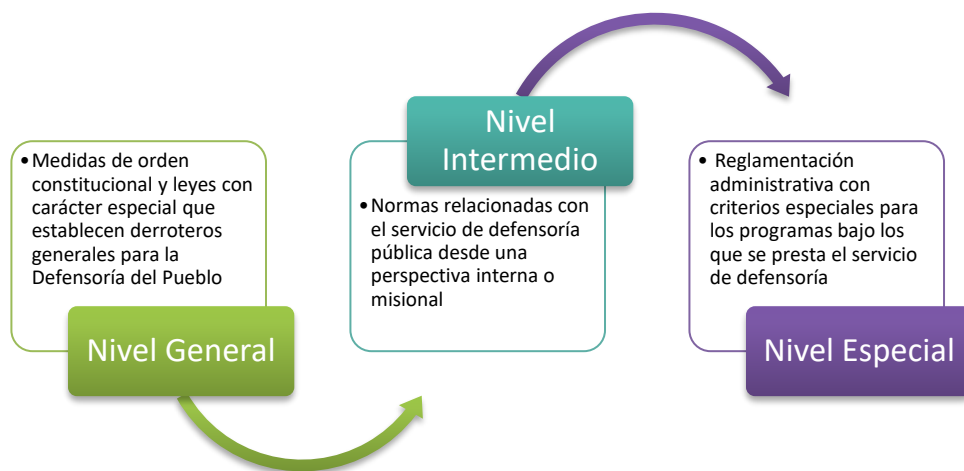 •Medidas de orden
constitucional y leyes con
carácter especial que
establecen derroteros
generales para la
Defensoría del Pueblo
Nivel General
Nivel
Intermedio
•Normas relacionadas con
el servicio de defensoría
pública desde una
perspectiva interna o
misional
• Reglamentación
administrativa con
criterios especiales para
los programas bajo los
que se presta el servicio
de defensoría
Nivel Especial